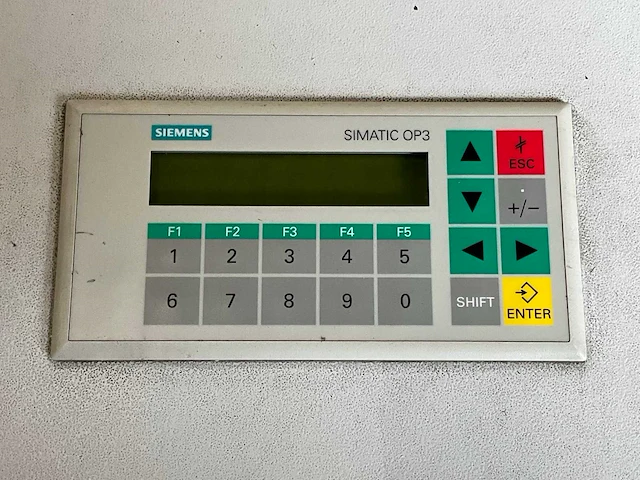 SIEMENS
SIMATIC OP3
ESC
+/−
F1 F2 F3 F4 F5
1 2 3 4 5
6 7 8 9 0
SHIFT
ENTER